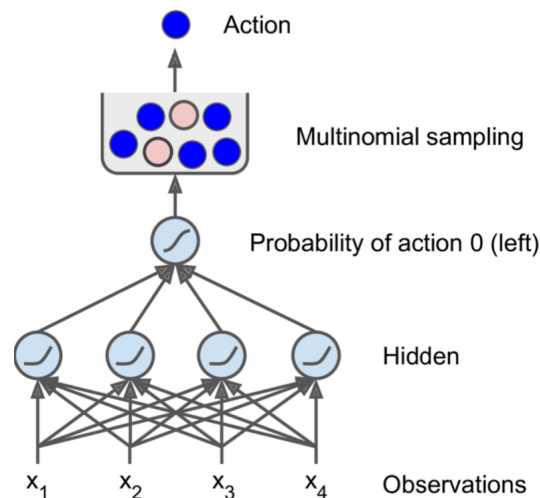 Action
Multinomial sampling
Probability of action 0 (left)
Hidden
x1 x2 x3 x4 Observations